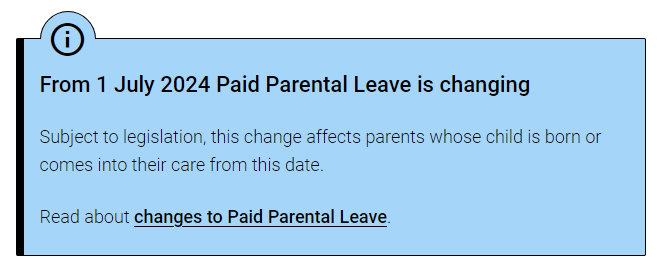 From 1 July 2024 Paid Parental Leave is changing
Subject to legislation, this change affects parents whose child is born or
comes into their care from this date.
Read about changes to Paid Parental Leave.